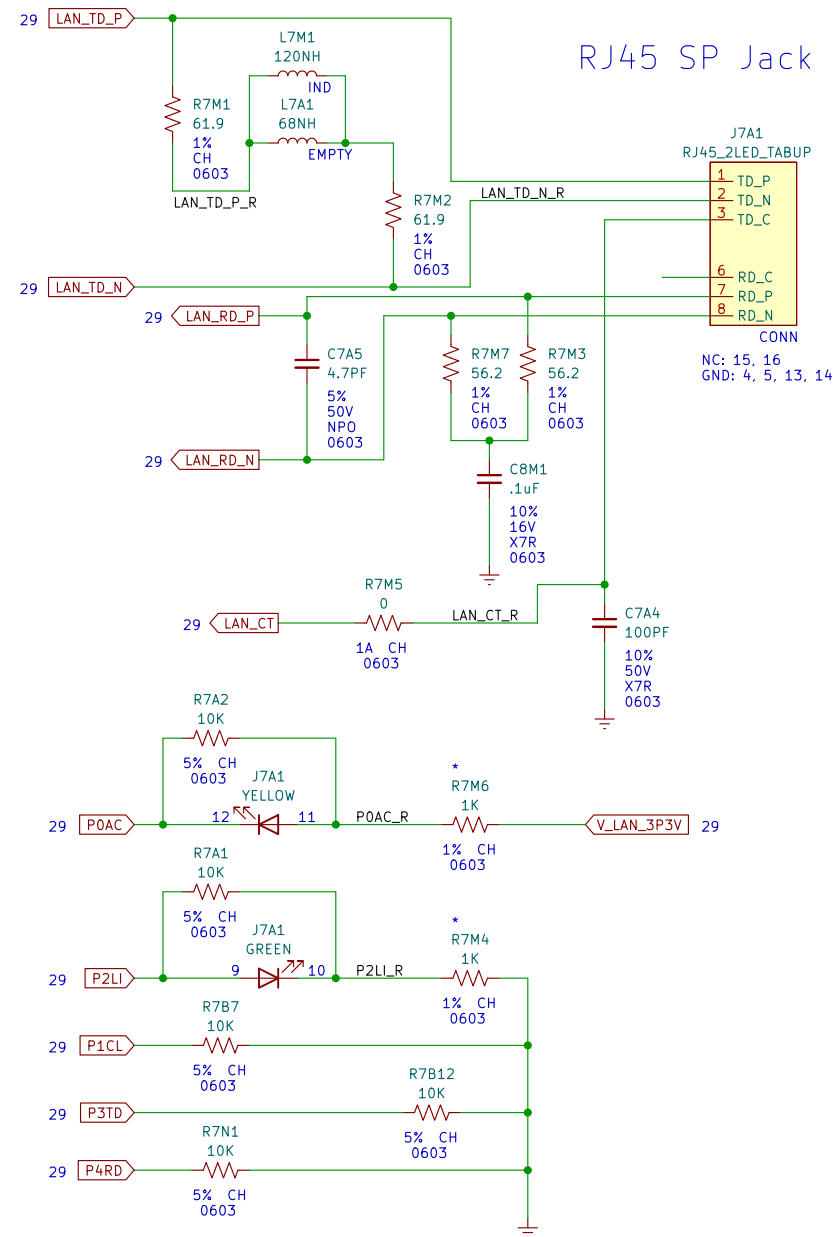 29 LAN_TD_P
RJ45 SP Jack
L7M1
120NH
IND
R7M1
61.9
1%
CH
0603
L7A1
68NH
EMPTY
LAN_TD_P_R
J7A1
RJ45_2LED_TABUP
1 TD_P
2 TD_N
3 TD_C
6 RD_C
7 RD_P
8 RD_N
CONN
NC: 15, 16
GND: 4, 5, 13, 14
LAN_TD_N_R
R7M2
61.9
1%
CH
0603
29 LAN_TD_N
29 LAN_RD_P
C7A5
4.7PF
5%
50V
NPO
0603
R7M7
56.2
1%
CH
0603
R7M3
56.2
1%
CH
0603
29 LAN_RD_N
C8M1
.1uF
10%
16V
X7R
0603
R7M5
0
1A CH
0603
29 LAN_CT
LAN_CT_R
C7A4
100PF
10%
50V
X7R
0603
R7A2
10K
5% CH
0603
J7A1
YELLOW
*
R7M6
1K
1% CH
0603
29 P0AC
12
11
P0AC_R
V_LAN_3P3V 29
R7A1
10K
5% CH
0603
J7A1
GREEN
*
R7M4
1K
1% CH
0603
29 P2LI
9
10
P2LI_R
R7B7
10K
5% CH
0603
29 P1CL
R7B12
10K
5% CH
0603
29 P3TD
R7N1
10K
5% CH
0603
29 P4RD